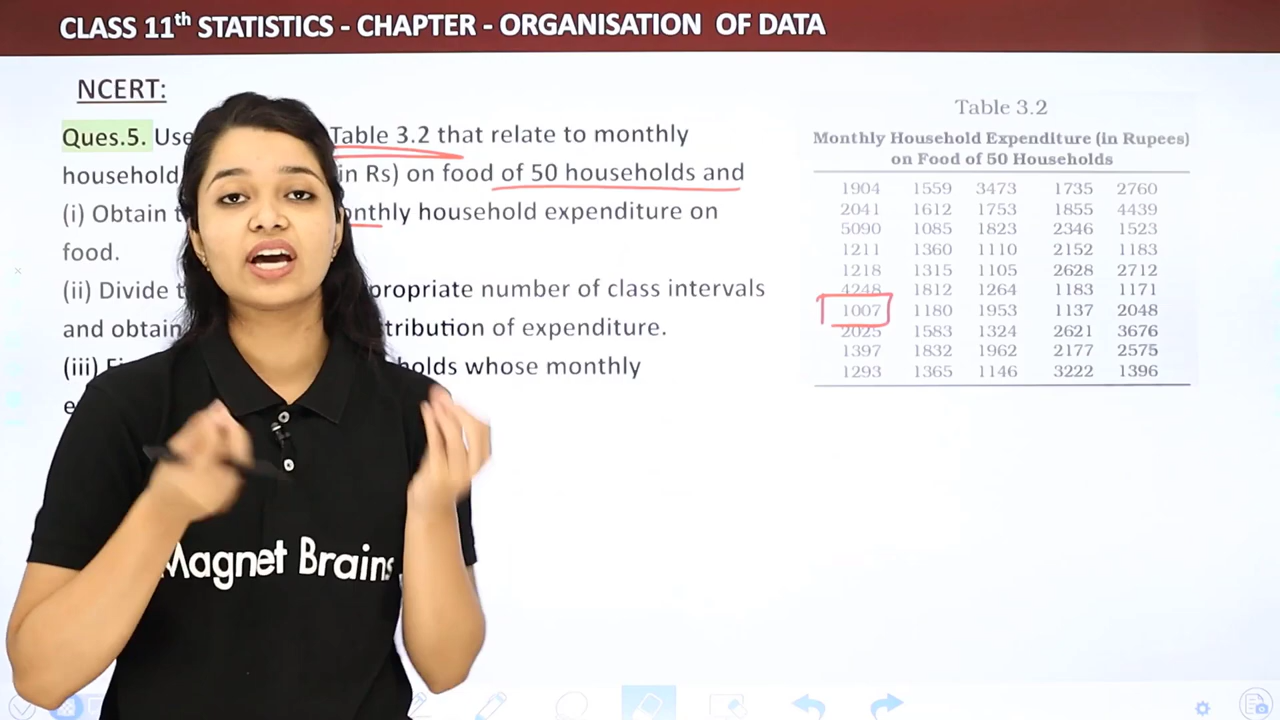 CLASS 11th STATISTICS - CHAPTER - ORGANISATION OF DATA
NCERT:
Ques.5. Use Table 3.2 that relate to monthly
household in Rs) on food of 50 households and
(i) Obtain t onthly household expenditure on
food.
(ii) Divide t propriate number of class intervals
and obtain tribution of expenditure.
(iii) Fi holds whose monthly
e
Table 3.2
Monthly Household Expenditure (in Rupees)
on Food of 50 Households
1904 1559 3473 1735 2760
2041 1612 1753 1855 4439
5090 1085 1823 2346 1523
1211 1360 1110 2152 1183
1218 1315 1105 2628 2712
4248 1812 1264 1183 1171
1007 1180 1953 1137 2048
2025 1583 1324 2621 3676
1397 1832 1962 2177 2575
1293 1365 1146 3222 1396
Magnet Brains